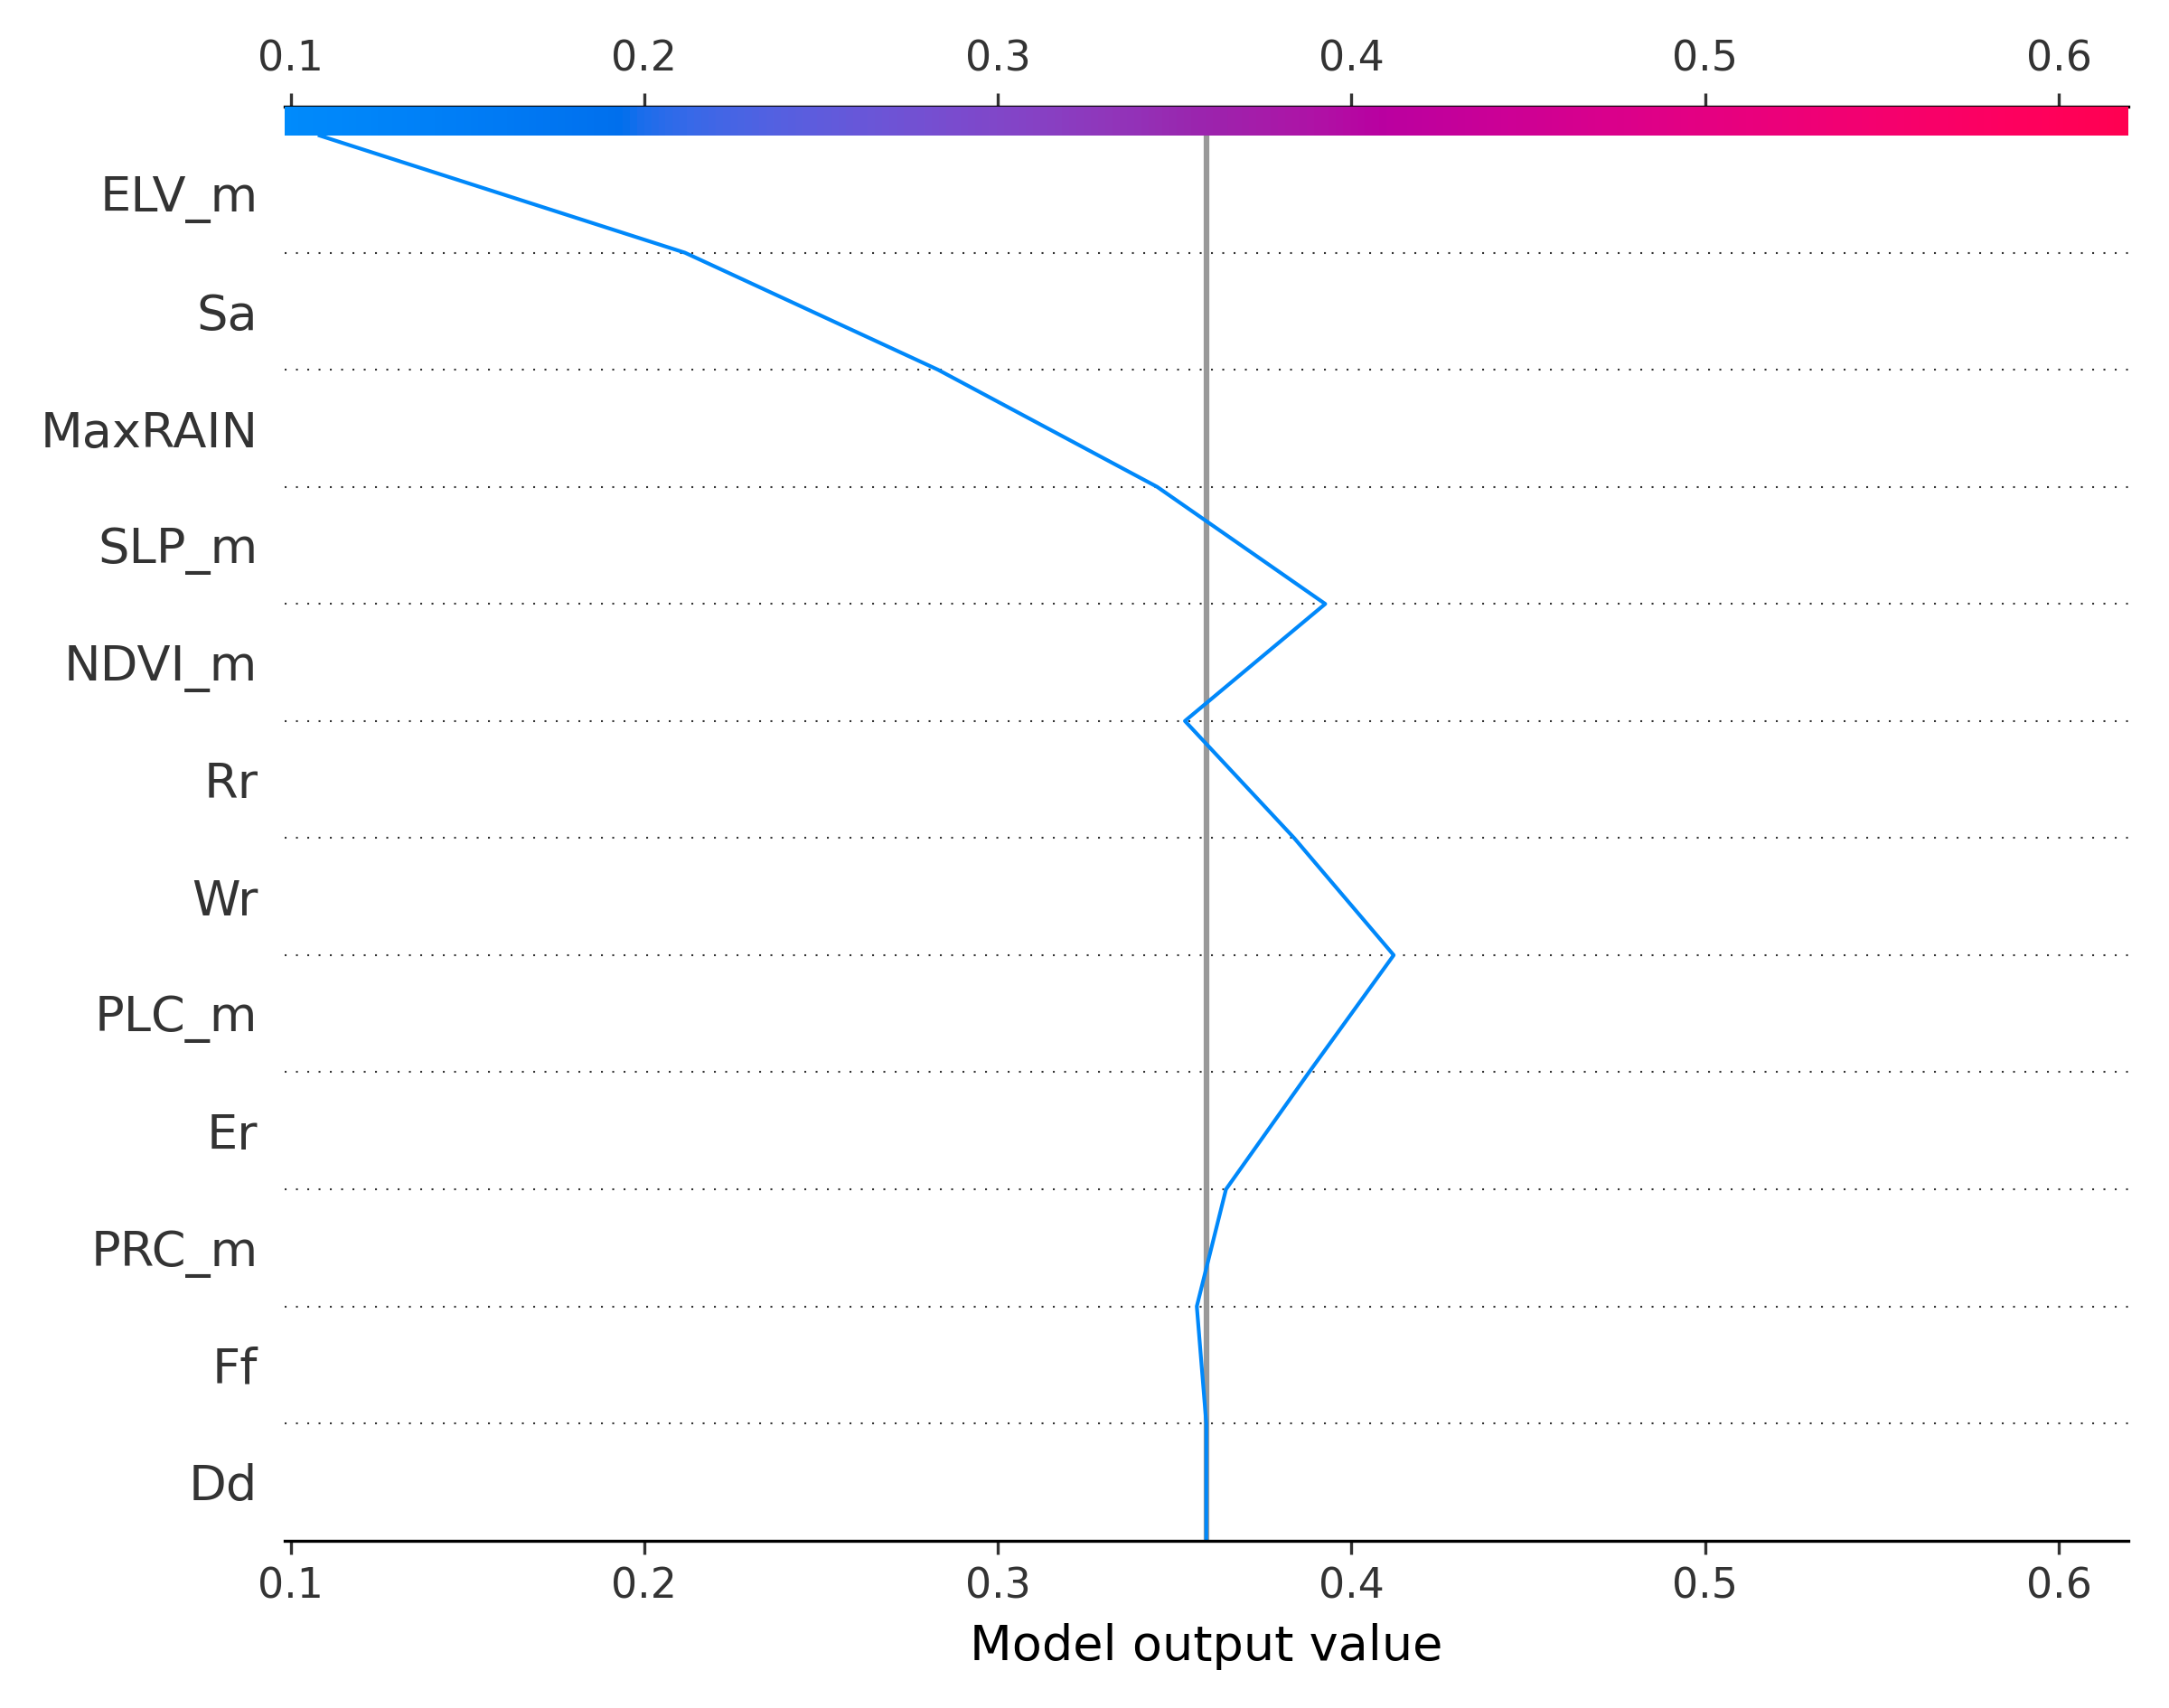 0.1 0.2 0.3 0.4 0.5 0.6
ELV_m
Sa
MaxRAIN
SLP_m
NDVI_m
Rr
Wr
PLC_m
Er
PRC_m
Ff
Dd
0.1 0.2 0.3 0.4 0.5 0.6
Model output value